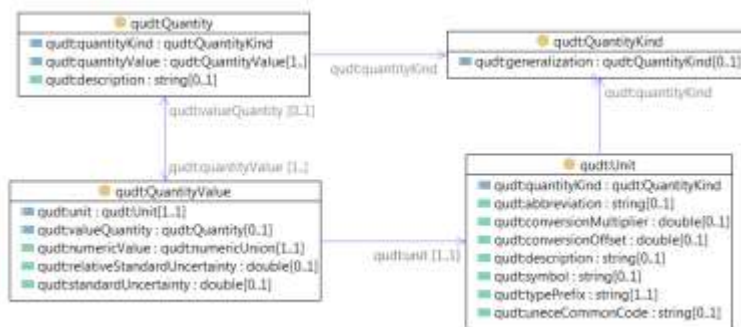 qudt:Quantity
qudt:quantityKind : qudt:QuantityKind
qudt:quantityValue : qudt:QuantityValue[1..]
qudt:description : string[0..1]
qudt:QuantityKind
qudt:generalization : qudt:QuantityKind[0..1]
qudt:quantityKind
qudt:quantityKind
qudt:valueQuantity [0..1]
qudt:quantityValue [1..]
qudt:QuantityValue
qudt:unit : qudt:Unit[1..1]
qudt:valueQuantity : qudt:Quantity[0..1]
qudt:numericValue : qudt:numericUnion[1..1]
qudt:relativeStandardUncertainty : double[0..1]
qudt:standardUncertainty : double[0..1]
qudt:unit [1..1]
qudt:Unit
qudt:quantityKind : qudt:QuantityKind
qudt:abbreviation : string[0..1]
qudt:conversionMultiplier : double[0..1]
qudt:conversionOffset : double[0..1]
qudt:description : string[0..1]
qudt:symbol : string[0..1]
qudt:typePrefix : string[1..1]
qudt:uneceCommonCode : string[0..1]